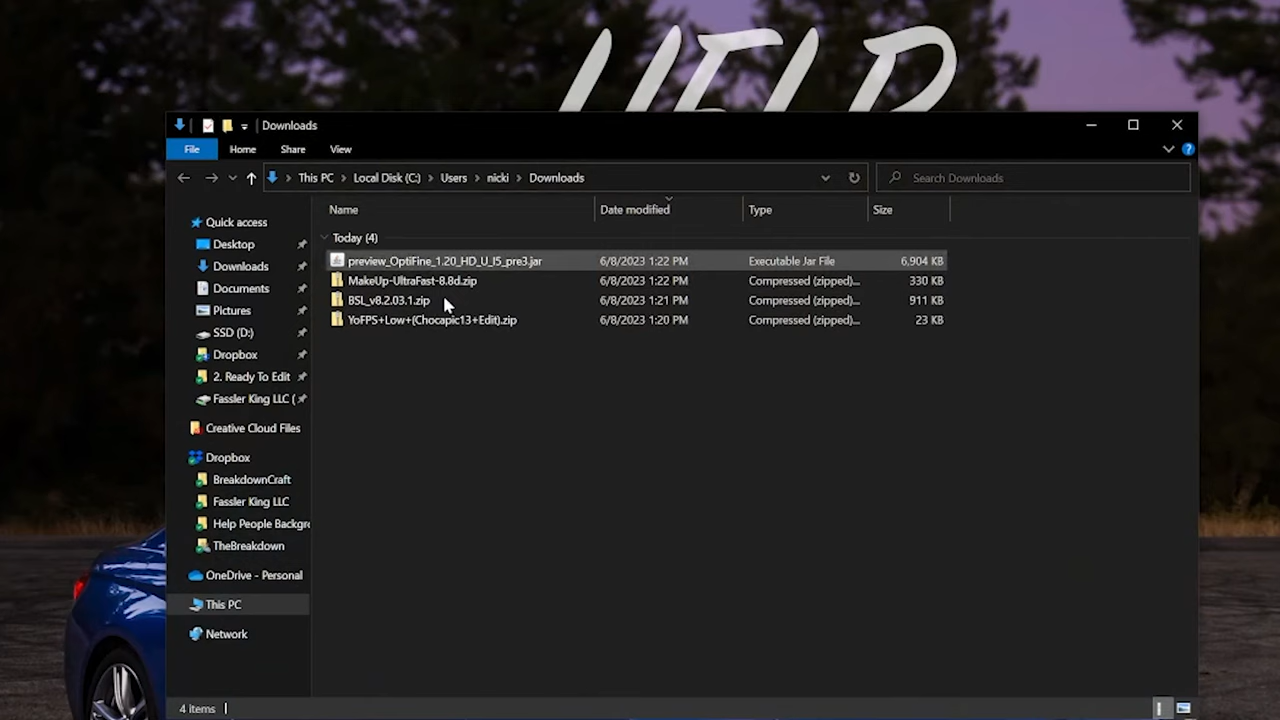 HELP
Downloads
File Home Share View
This PC Local Disk (C:) Users nicki Downloads Search Downloads
Name Date modified Type Size
Today (4)
preview_OptiFine_1.20_HD_U_I5_pre3.jar 6/8/2023 1:22 PM Executable Jar File 6,904 KB
MakeUp-UltraFast-8.8d.zip 6/8/2023 1:22 PM Compressed (zipped)... 330 KB
BSL_v8.2.03.1.zip 6/8/2023 1:21 PM Compressed (zipped)... 911 KB
YoFPS+Low+(Chocapic13+Edit).zip 6/8/2023 1:20 PM Compressed (zipped)... 23 KB
Quick access
Desktop
Downloads
Documents
Pictures
SSD (D:)
Dropbox
2. Ready To Edit
Fassler King LLC (
Creative Cloud Files
Dropbox
BreakdownCraft
Fassler King LLC
Help People Backgro
TheBreakdown
OneDrive - Personal
This PC
Network
4 items